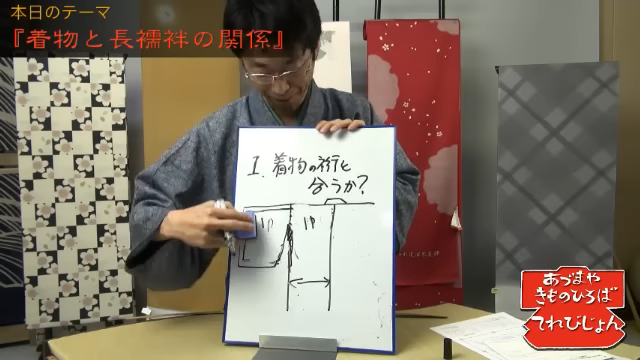 本日のテーマ
『着物と長襦袢の関係』
1. 着物の裄と
合うか?
あづまや
きものひろば
てれびじょん